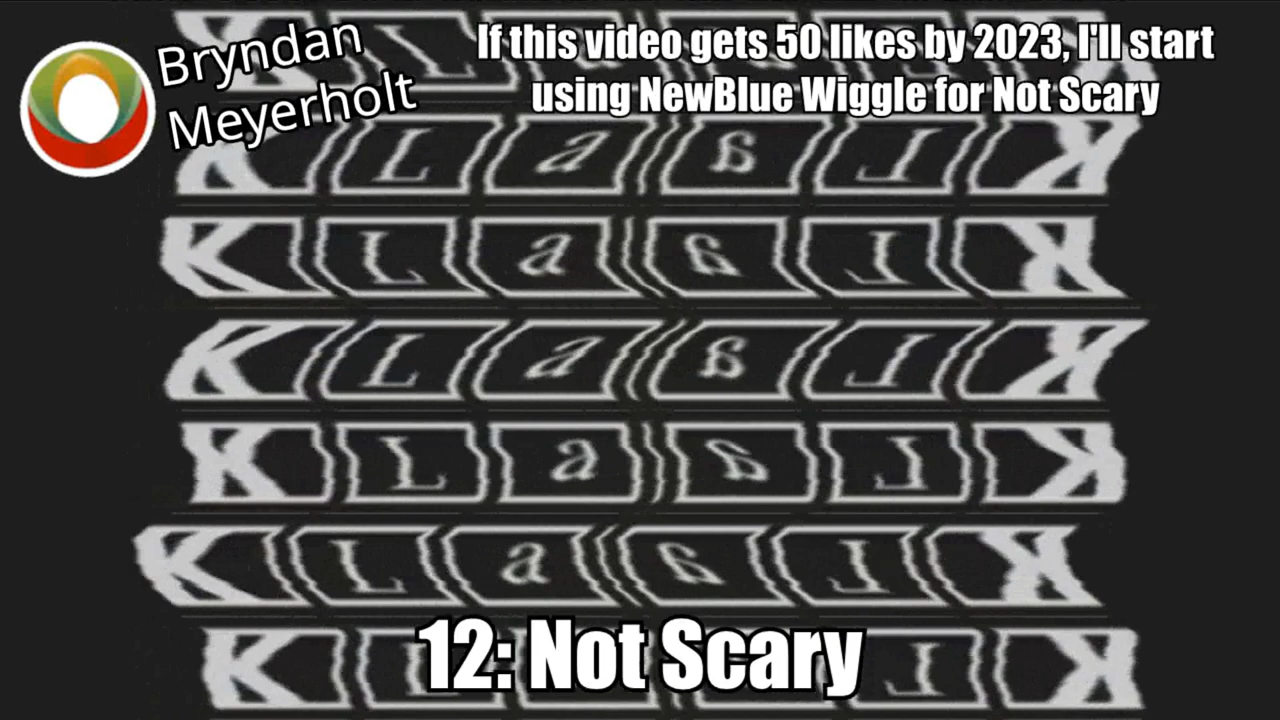 Bryndan
Meyerholt
If this video gets 50 likes by 2023, I'll start
using NewBlue Wiggle for Not Scary
K L a
K L a
K L a
K L a
K L a
12: Not Scary